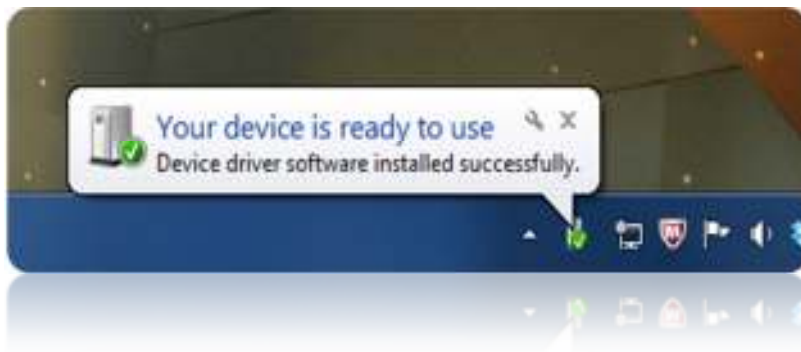 Your device is ready to use
Device driver software installed successfully.